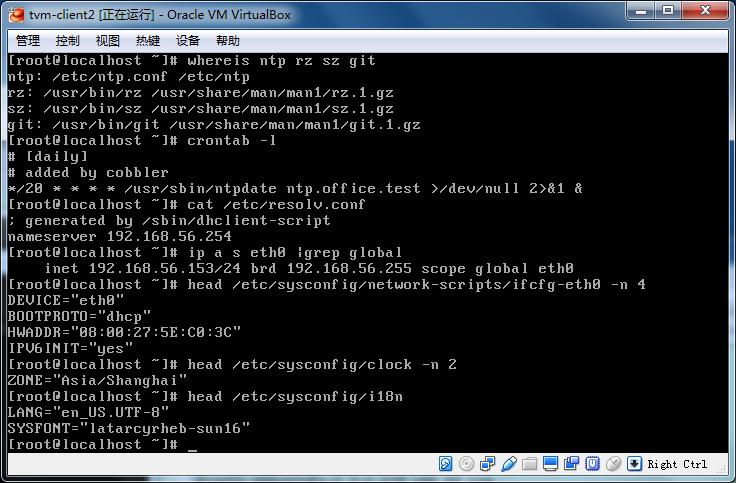 tvm-client2 [正在运行] - Oracle VM VirtualBox
管理 控制 视图 热键 设备 帮助
[root@localhost ~]# whereis ntp rz sz git
ntp: /etc/ntp.conf /etc/ntp
rz: /usr/bin/rz /usr/share/man/man1/rz.1.gz
sz: /usr/bin/sz /usr/share/man/man1/sz.1.gz
git: /usr/bin/git /usr/share/man/man1/git.1.gz
[root@localhost ~]# crontab -l
# [daily]
# added by cobbler
*/20 * * * * /usr/sbin/ntpdate ntp.office.test >/dev/null 2>&1 &
[root@localhost ~]# cat /etc/resolv.conf
; generated by /sbin/dhclient-script
nameserver 192.168.56.254
[root@localhost ~]# ip a s eth0 |grep global
    inet 192.168.56.153/24 brd 192.168.56.255 scope global eth0
[root@localhost ~]# head /etc/sysconfig/network-scripts/ifcfg-eth0 -n 4
DEVICE="eth0"
BOOTPROTO="dhcp"
HWADDR="08:00:27:5E:C0:3C"
IPV6INIT="yes"
[root@localhost ~]# head /etc/sysconfig/clock -n 2
ZONE="Asia/Shanghai"
[root@localhost ~]# head /etc/sysconfig/i18n
LANG="en_US.UTF-8"
SYSFONT="latarcyrheb-sun16"
[root@localhost ~]# _
Right Ctrl